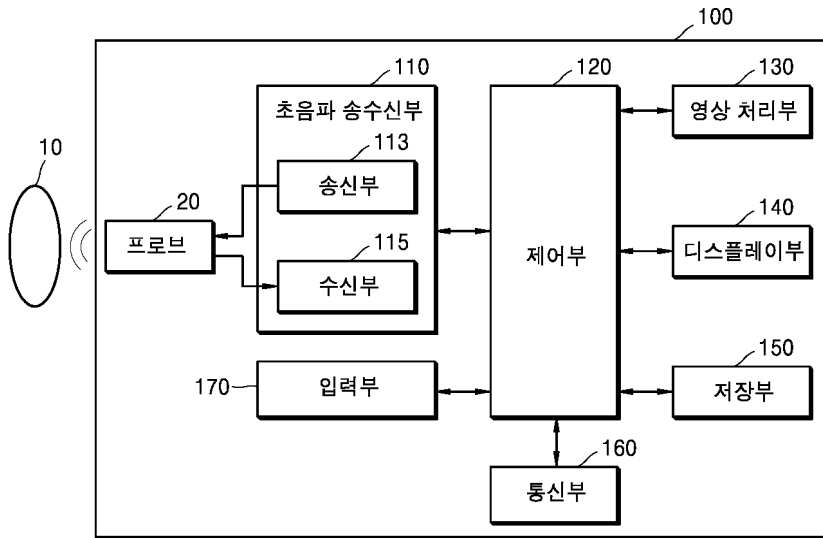 100
110
120
130
초음파 송수신부
영상 처리부
113
10
송신부
20
140
프로브
115
제어부
디스플레이부
수신부
150
170
입력부
저장부
160
통신부